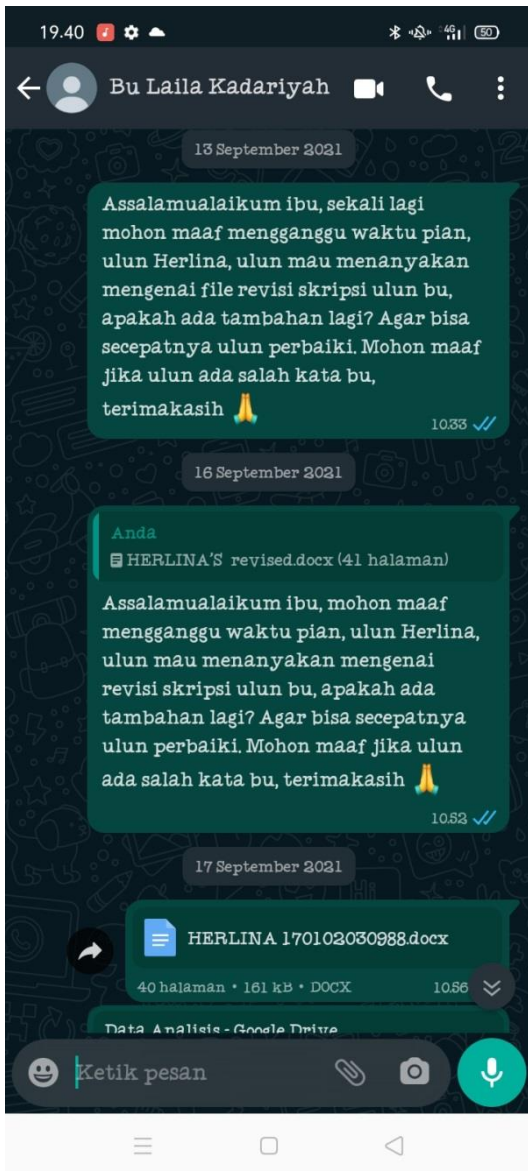 19.40 4G 50
Bu Laila Kadariyah
13 September 2021
Assalamualaikum ibu, sekali lagi
mohon maaf mengganggu waktu pian,
ulun Herlina, ulun mau menanyakan
mengenai file revisi skripsi ulun bu,
apakah ada tambahan lagi? Agar bisa
secepatnya ulun perbaiki. Mohon maaf
jika ulun ada salah kata bu,
terimakasih 🙏
10.33
16 September 2021
Anda
HERLINA'S revised.docx (41 halaman)
Assalamualaikum ibu, mohon maaf
mengganggu waktu pian, ulun Herlina,
ulun mau menanyakan mengenai
revisi skripsi ulun bu, apakah ada
tambahan lagi? Agar bisa secepatnya
ulun perbaiki. Mohon maaf jika ulun
ada salah kata bu, terimakasih 🙏
10.52
17 September 2021
HERLINA 170102030988.docx
40 halaman • 161 kB • DOCX 10.56
Data Analisis - Google Drive
Ketik pesan